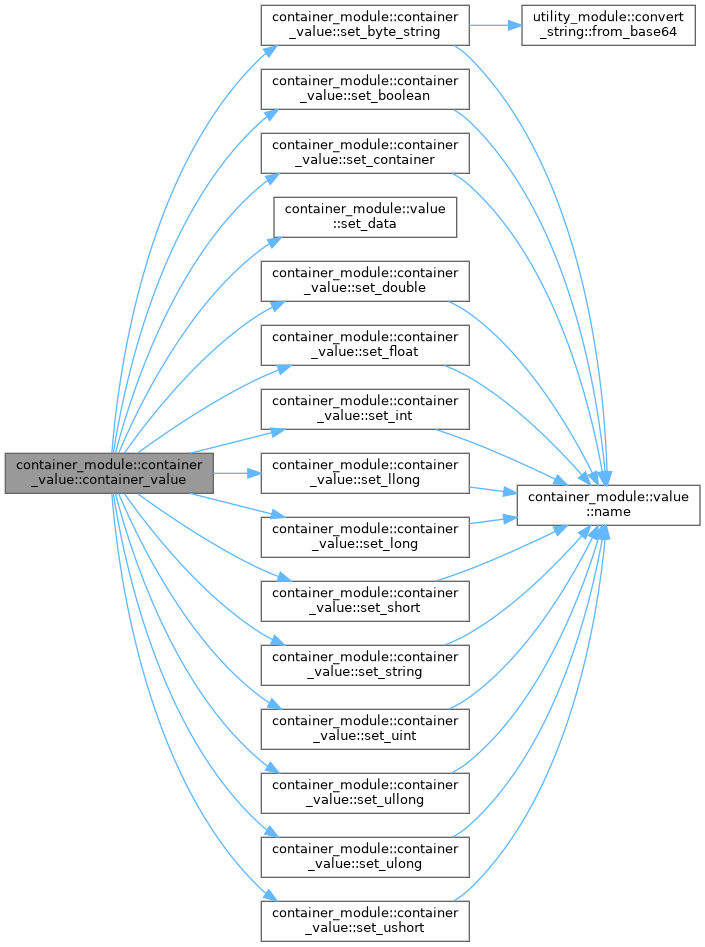 container_module::container
_value::set_byte_string
utility_module::convert
_string::from_base64
container_module::container
_value::set_boolean
container_module::container
_value::set_container
container_module::value
::set_data
container_module::container
_value::set_double
container_module::container
_value::set_float
container_module::container
_value::set_int
container_module::container
_value::container_value
container_module::container
_value::set_llong
container_module::value
::name
container_module::container
_value::set_long
container_module::container
_value::set_short
container_module::container
_value::set_string
container_module::container
_value::set_uint
container_module::container
_value::set_ullong
container_module::container
_value::set_ulong
container_module::container
_value::set_ushort